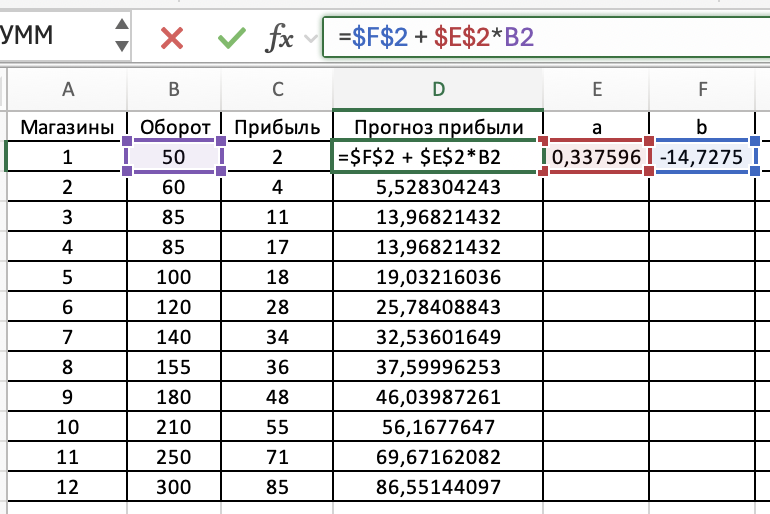 УММ fx =$F$2 + $E$2*B2
A B C D E F
Магазины Оборот Прибыль Прогноз прибыли a b
1 50 2 =$F$2 + $E$2*B2 0,337596 -14,7275
2 60 4 5,528304243
3 85 11 13,96821432
4 85 17 13,96821432
5 100 18 19,03216036
6 120 28 25,78408843
7 140 34 32,53601649
8 155 36 37,59996253
9 180 48 46,03987261
10 210 55 56,1677647
11 250 71 69,67162082
12 300 85 86,55144097